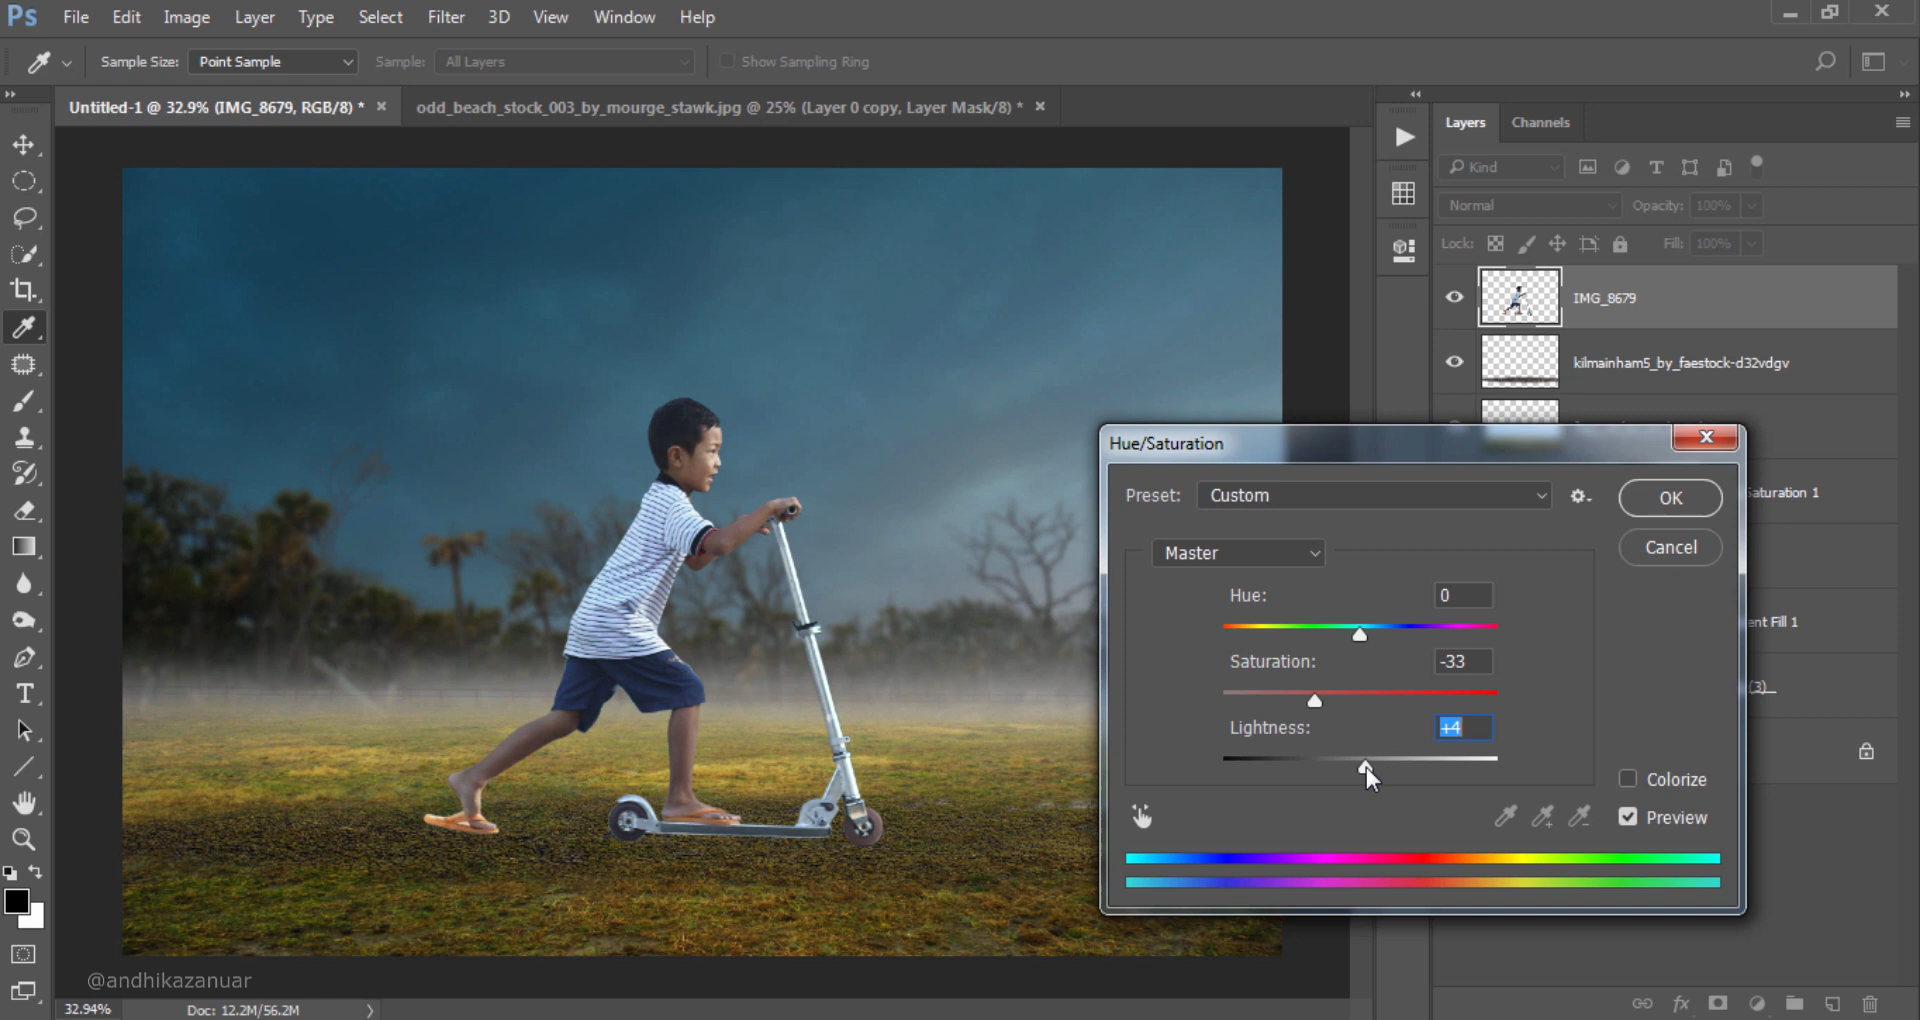 Ps File Edit Image Layer Type Select Filter 3D View Window Help
Sample Size: Point Sample Sample: All Layers Show Sampling Ring
Untitled-1 @ 32.9% (IMG_8679, RGB/8) * odd_beach_stock_003_by_mourge_stawk.jpg @ 25% (Layer 0 copy, Layer Mask/8) *
Layers Channels
Kind
Normal Opacity: 100%
Lock: Fill: 100%
IMG_8679
kilmainham5_by_faestock-d32vdgv
Hue/Saturation
Preset: Custom OK
Saturation 1
Cancel
Master
Hue: 0
ent Fill 1
Saturation: -33
(3)_
Lightness: +4
Colorize
Preview
@andhikazanuar
32.94% Doc: 12.2M/56.2M